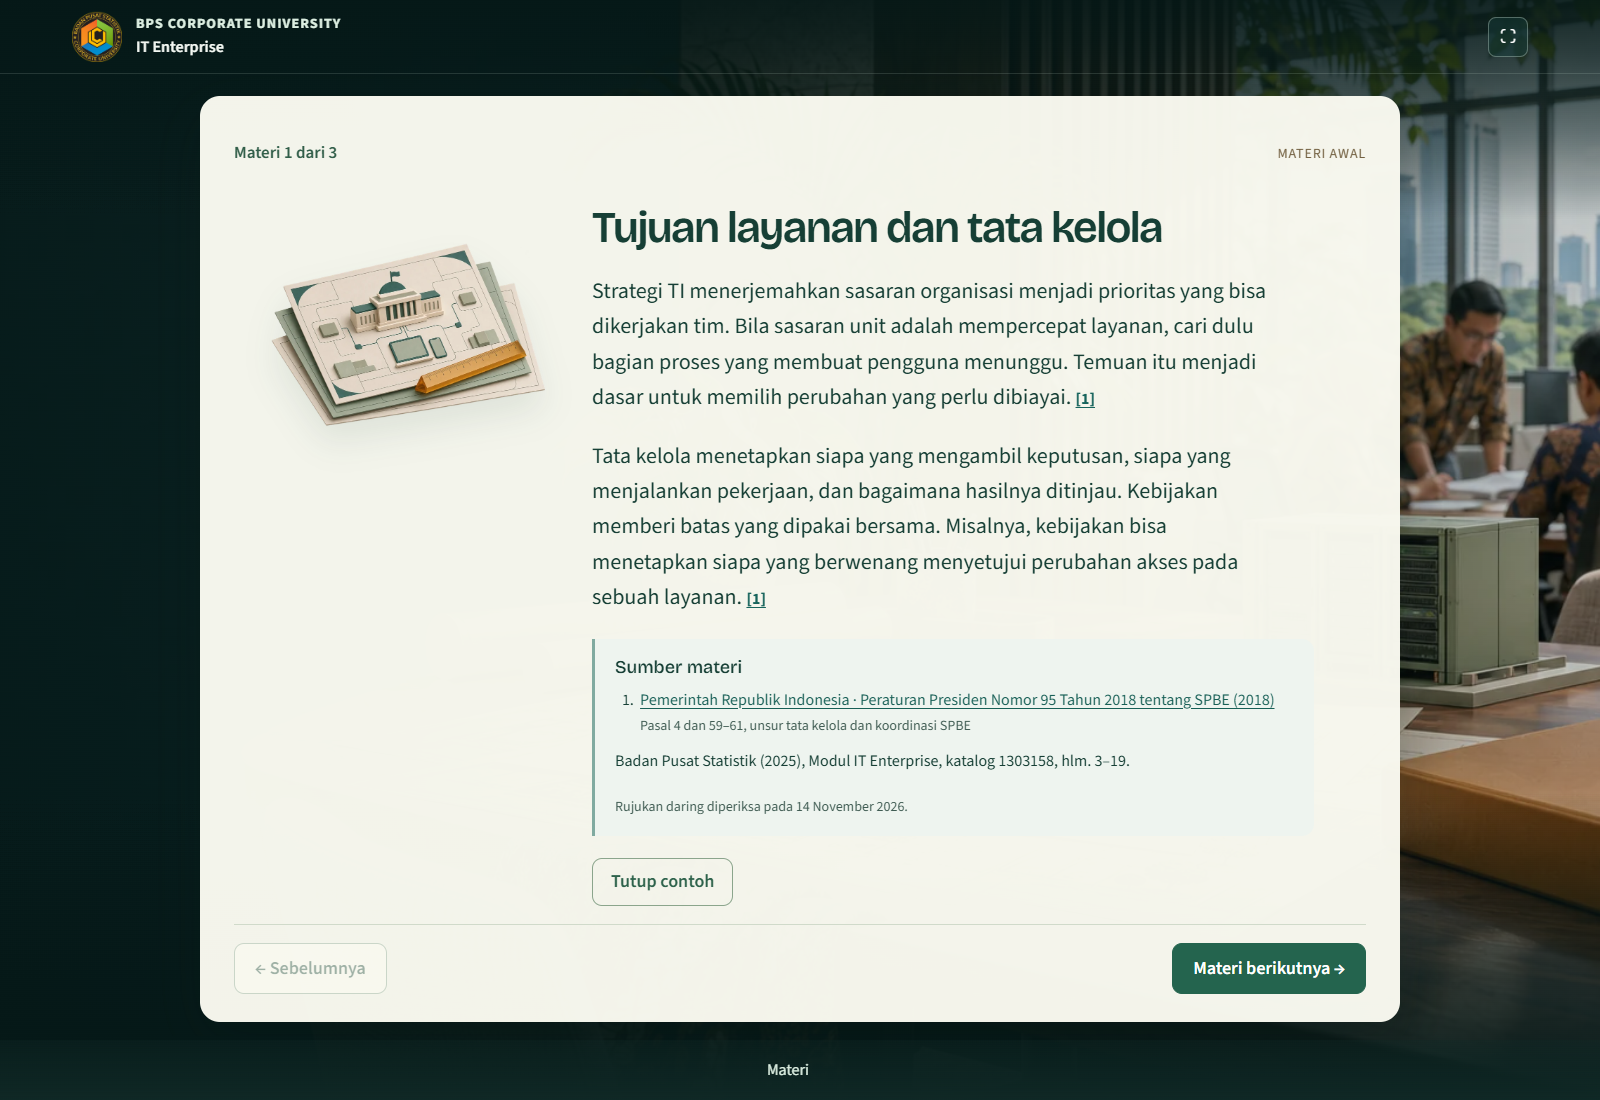 BPS CORPORATE UNIVERSITY
IT Enterprise
Materi 1 dari 3
MATERI AWAL
Tujuan layanan dan tata kelola
Strategi TI menerjemahkan sasaran organisasi menjadi prioritas yang bisa
dikerjakan tim. Bila sasaran unit adalah mempercepat layanan, cari dulu
bagian proses yang membuat pengguna menunggu. Temuan itu menjadi
dasar untuk memilih perubahan yang perlu dibiayai. [1]
Tata kelola menetapkan siapa yang mengambil keputusan, siapa yang
menjalankan pekerjaan, dan bagaimana hasilnya ditinjau. Kebijakan
memberi batas yang dipakai bersama. Misalnya, kebijakan bisa
menetapkan siapa yang berwenang menyetujui perubahan akses pada
sebuah layanan. [1]
Sumber materi
1. Pemerintah Republik Indonesia · Peraturan Presiden Nomor 95 Tahun 2018 tentang SPBE (2018)
Pasal 4 dan 59–61, unsur tata kelola dan koordinasi SPBE
Badan Pusat Statistik (2025), Modul IT Enterprise, katalog 1303158, hlm. 3–19.
Rujukan daring diperiksa pada 14 November 2026.
Tutup contoh
← Sebelumnya
Materi berikutnya →
Materi